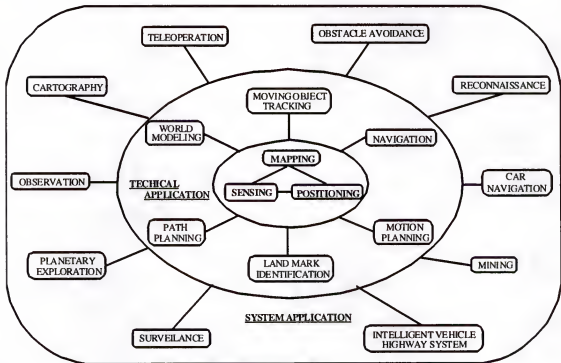 TELEOPERATION
OBSTACLE AVOIDANCE
CARTOGRAPHY
MOVING OBJECT
TRACKING
RECONNAISSANCE
WORLD
MODELING
NAVIGATION
MAPPING
OBSERVATION
TECHICAL
APPLICATION
SENSING
POSITIONING
CAR
NAVIGATION
PATH
PLANNING
MOTION
PLANNING
PLANETARY
EXPLORATION
LAND MARK
IDENTIFICATION
MINING
SYSTEM APPLICATION
SURVEILANCE
INTELLIGENT VEHICLE
HIGHWAY SYSTEM